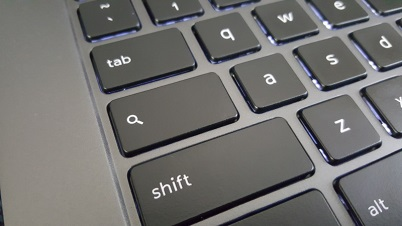 ~ ` 1
tab q w e
a s d
shift z
alt